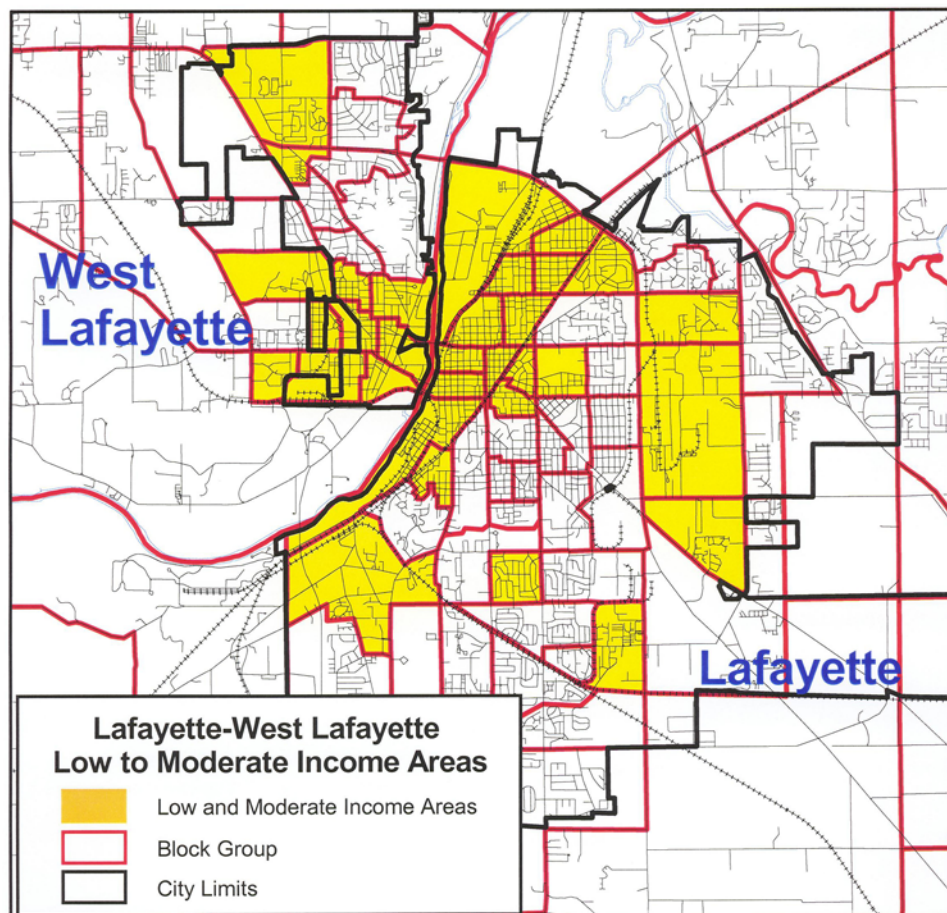 West
Lafayette
Lafayette
Lafayette-West Lafayette
Low to Moderate Income Areas
Low and Moderate Income Areas
Block Group
City Limits